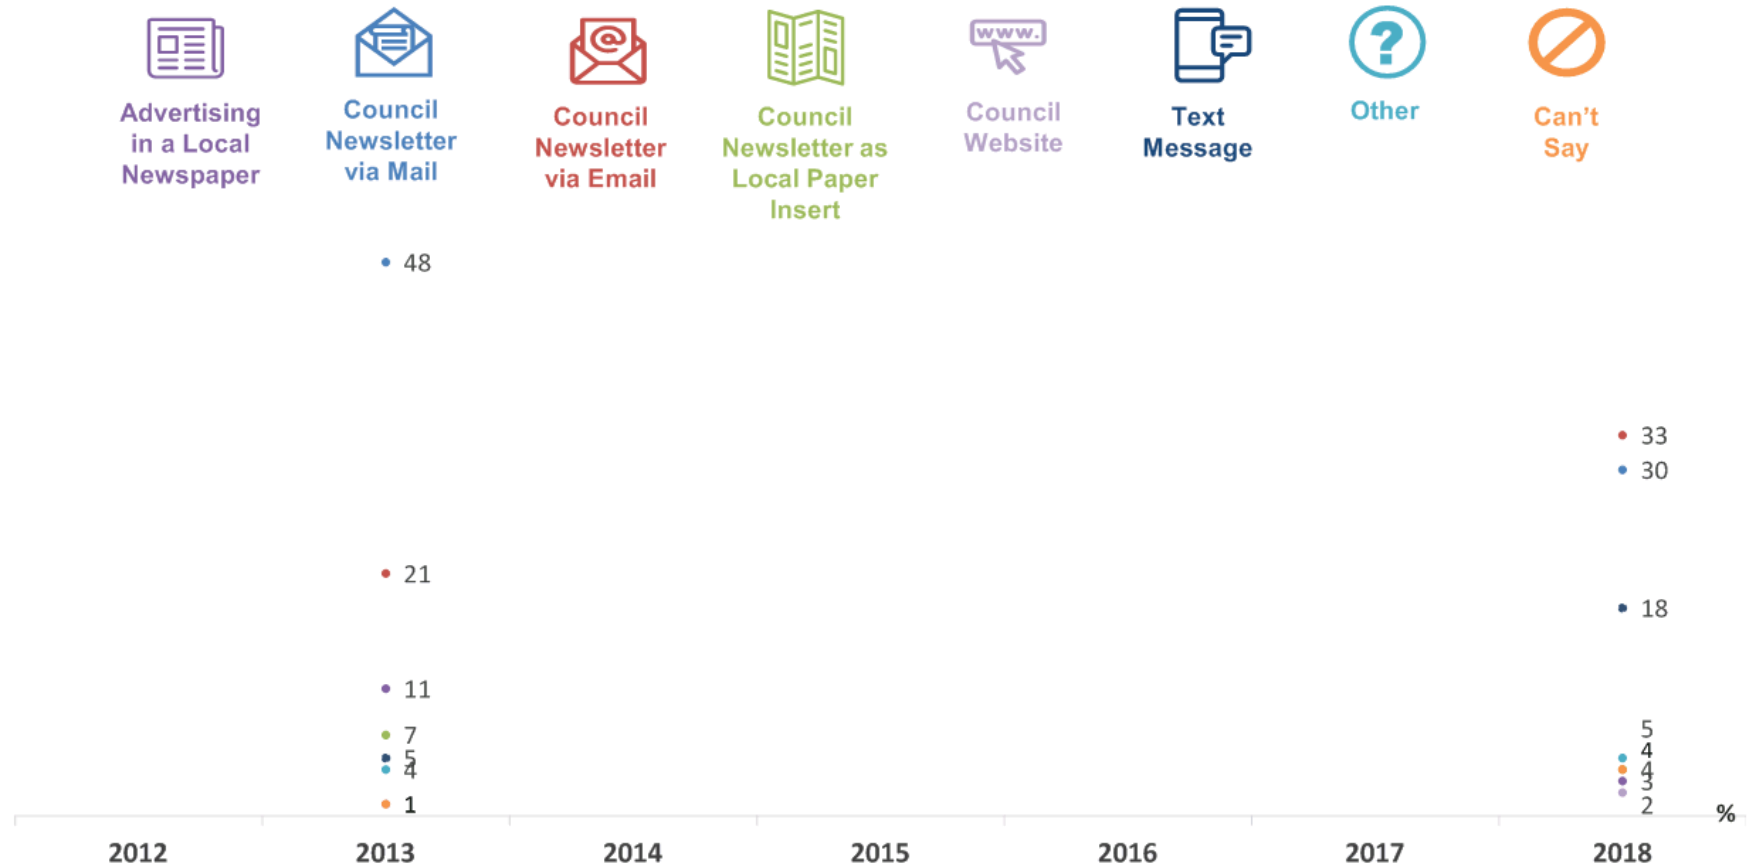 www.
@
?
Advertising
in a Local
Newspaper
Council
Newsletter
via Mail
Council
Newsletter
via Email
Council
Newsletter as
Local Paper
Insert
Council
Website
Text
Message
Other
Can't
Say
48
21
11
7
5
4
1
33
30
18
5
4
4
3
2
%
2012
2013
2014
2015
2016
2017
2018